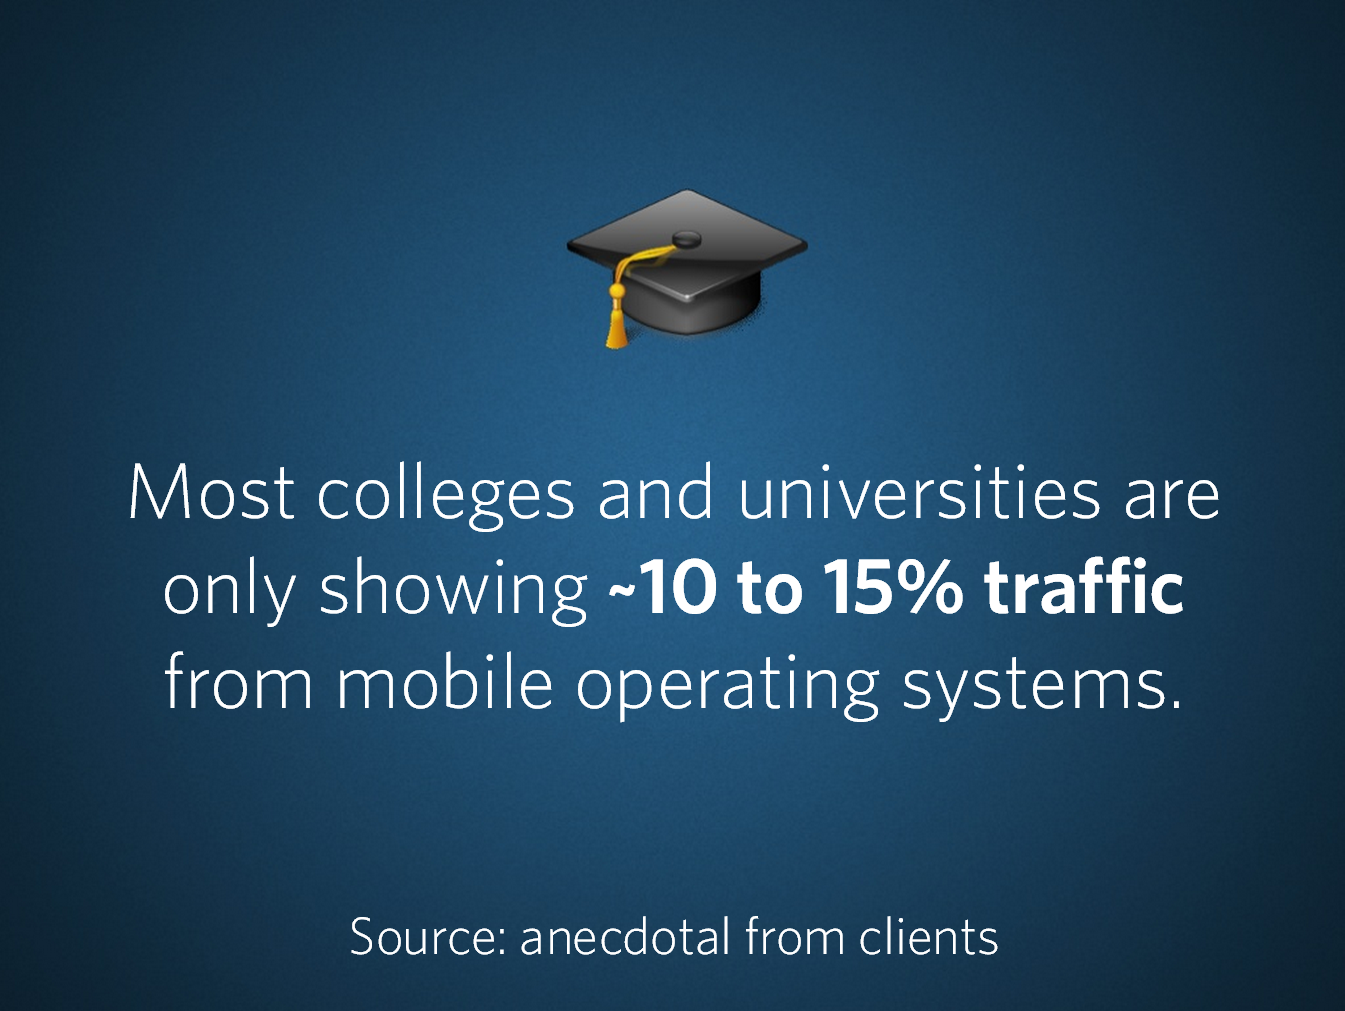 Most colleges and universities are
only showing ~10 to 15% traffic
from mobile operating systems.
Source: anecdotal from clients